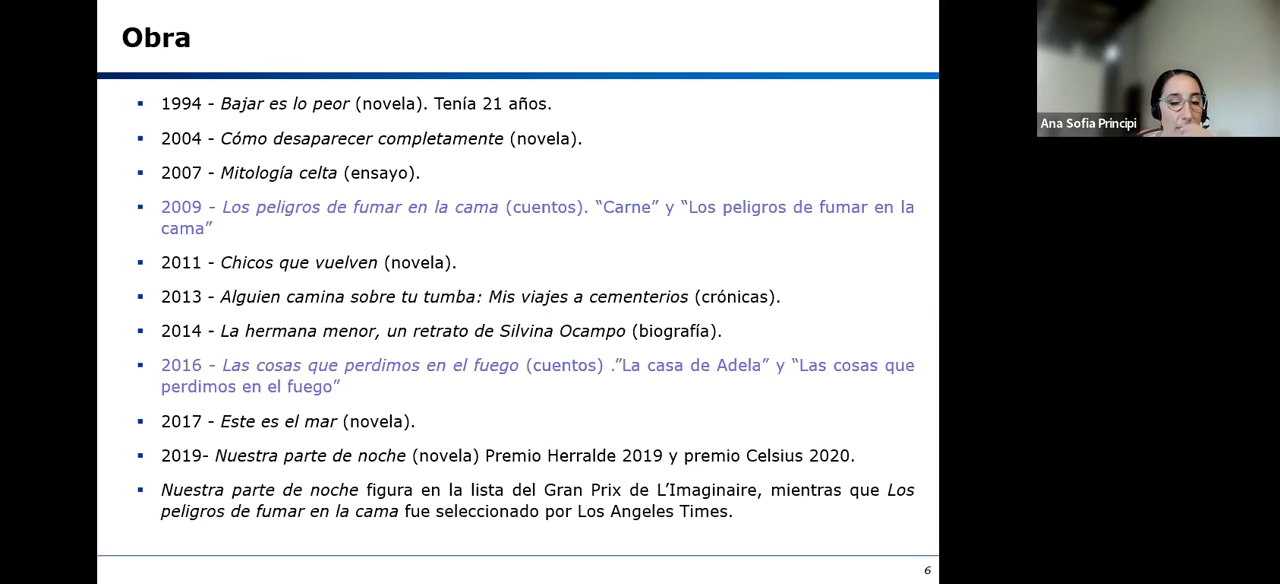 Obra
▪ 1994 - Bajar es lo peor (novela). Tenía 21 años.
▪ 2004 - Cómo desaparecer completamente (novela).
▪ 2007 - Mitología celta (ensayo).
▪ 2009 - Los peligros de fumar en la cama (cuentos). “Carne” y “Los peligros de fumar en la
cama”
▪ 2011 - Chicos que vuelven (novela).
▪ 2013 - Alguien camina sobre tu tumba: Mis viajes a cementerios (crónicas).
▪ 2014 - La hermana menor, un retrato de Silvina Ocampo (biografía).
▪ 2016 - Las cosas que perdimos en el fuego (cuentos) .”La casa de Adela” y “Las cosas que
perdimos en el fuego”
▪ 2017 - Este es el mar (novela).
▪ 2019- Nuestra parte de noche (novela) Premio Herralde 2019 y premio Celsius 2020.
▪ Nuestra parte de noche figura en la lista del Gran Prix de L’Imaginaire, mientras que Los
peligros de fumar en la cama fue seleccionado por Los Angeles Times.
6
Ana Sofia Principi